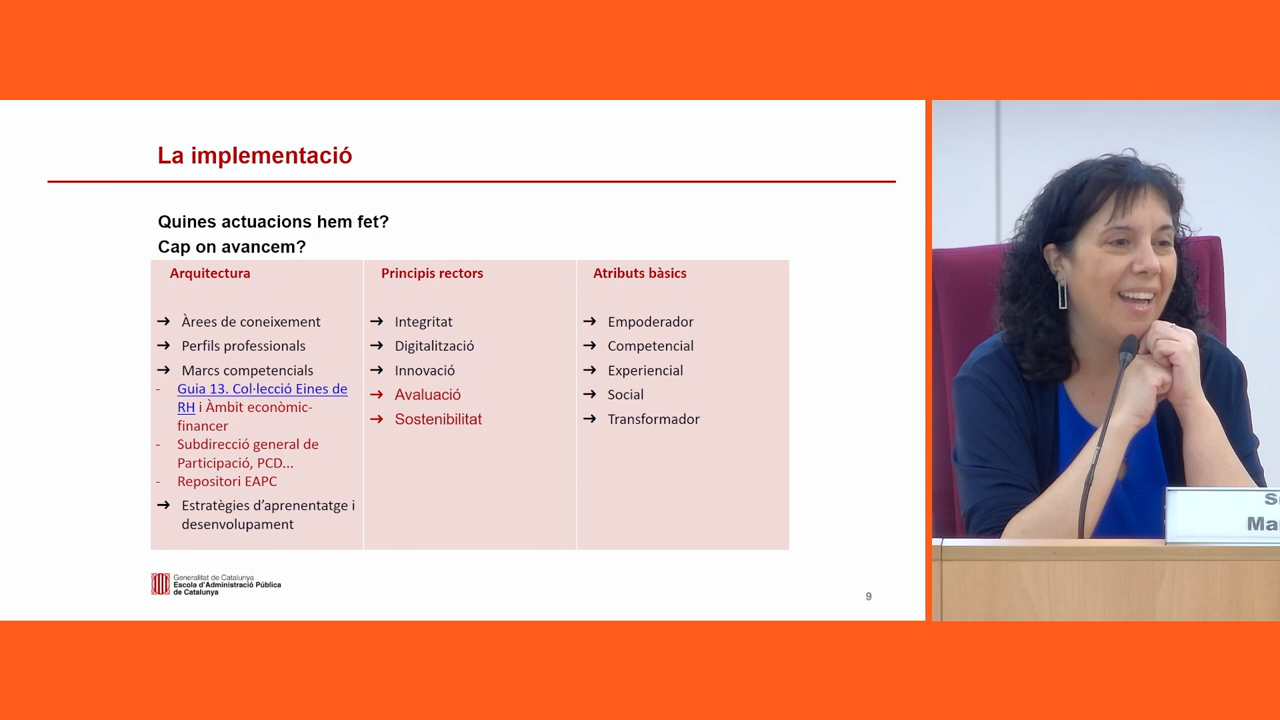 La implementació
Quines actuacions hem fet?
Cap on avancem?
Arquitectura
→ Àrees de coneixement
→ Perfils professionals
→ Marcs competencials
- Guia 13. Col·lecció Eines de
RH i Àmbit econòmic-
financer
- Subdirecció general de
Participació, PCD...
- Repositori EAPC
→ Estratègies d'aprenentatge i
desenvolupament
Principis rectors
→ Integritat
→ Digitalització
→ Innovació
→ Avaluació
→ Sostenibilitat
Atributs bàsics
→ Empoderador
→ Competencial
→ Experiencial
→ Social
→ Transformador
Generalitat de Catalunya
Escola d'Administració Pública
de Catalunya
9